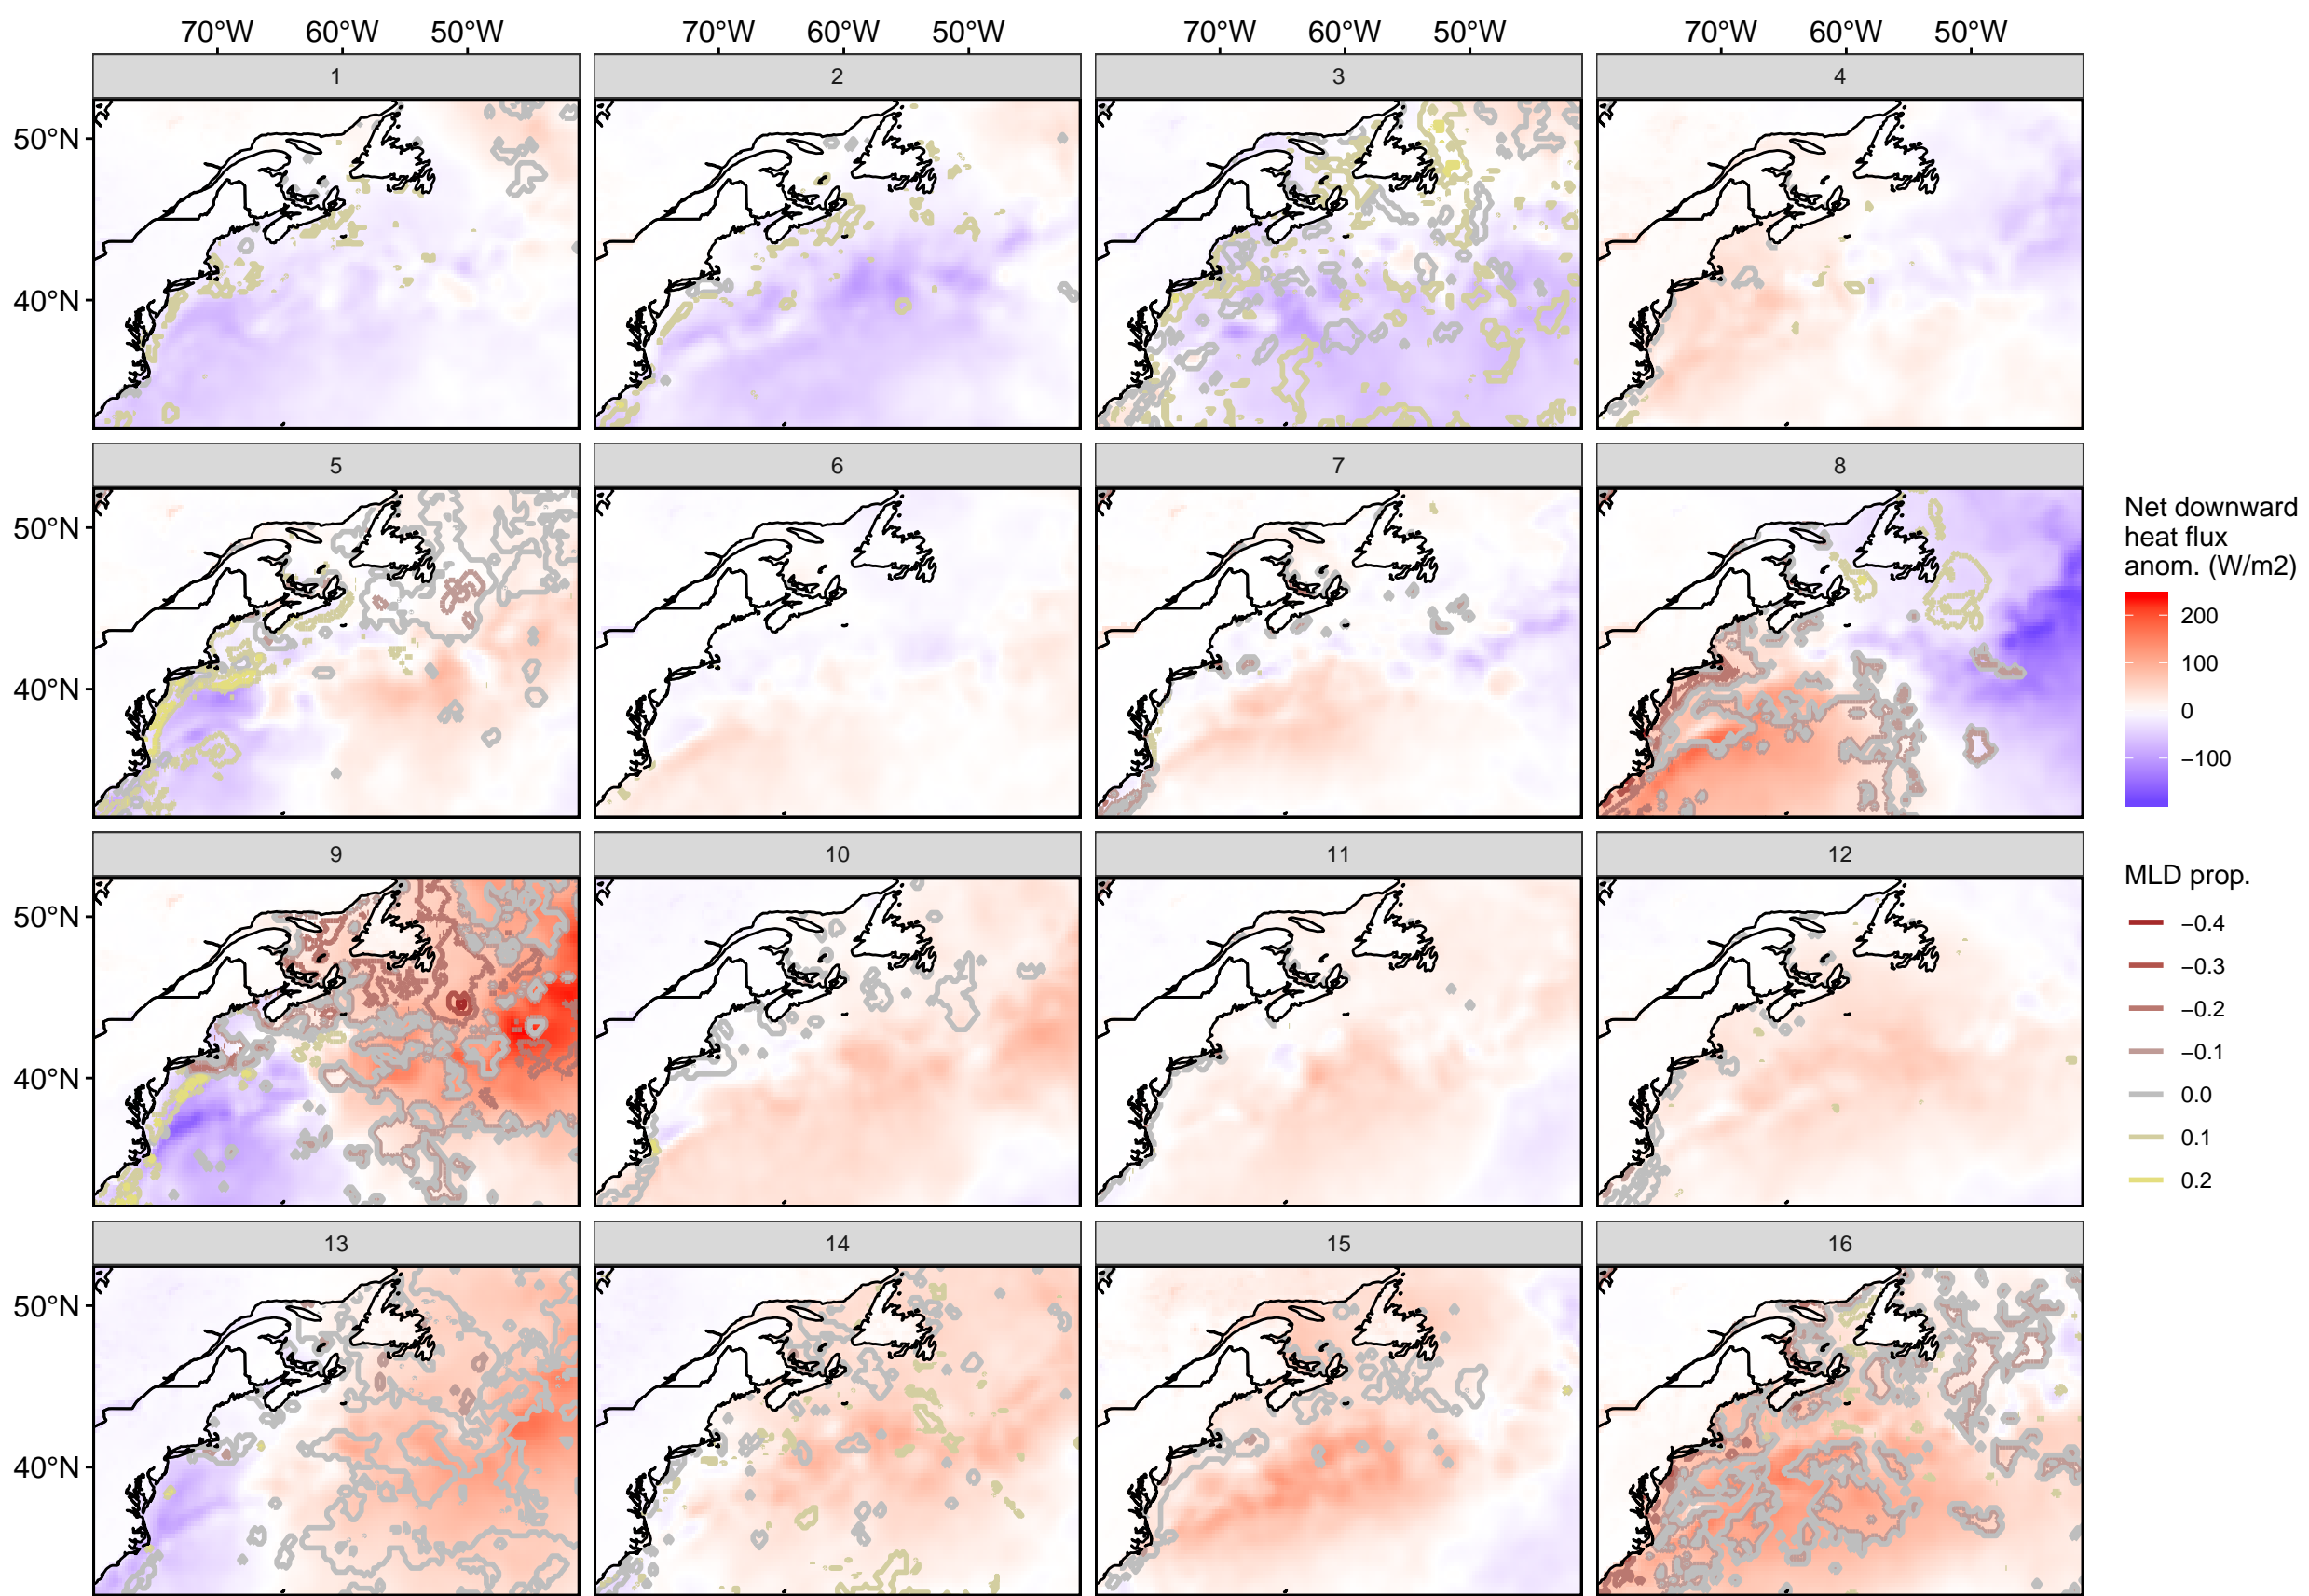 70°W 60°W 50°W 70°W 60°W 50°W 70°W 60°W 50°W 70°W 60°W 50°W
1 2 3 4
50°N
40°N
5 6 7 8
50°N
40°N
Net downward
heat flux
anom. (W/m2)
200
100
0
−100
9 10 11 12
50°N
40°N
MLD prop.
−0.4
−0.3
−0.2
−0.1
0.0
0.1
0.2
13 14 15 16
50°N
40°N